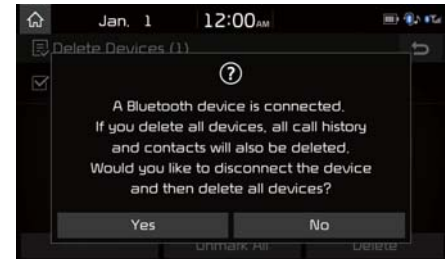 Jan. 1 12:00 AM
Delete Devices (1)
A Bluetooth device is connected.
If you delete all devices, all call history
and contacts will also be deleted.
Would you like to disconnect the device
and then delete all devices?
Yes No
Unmark All Delete